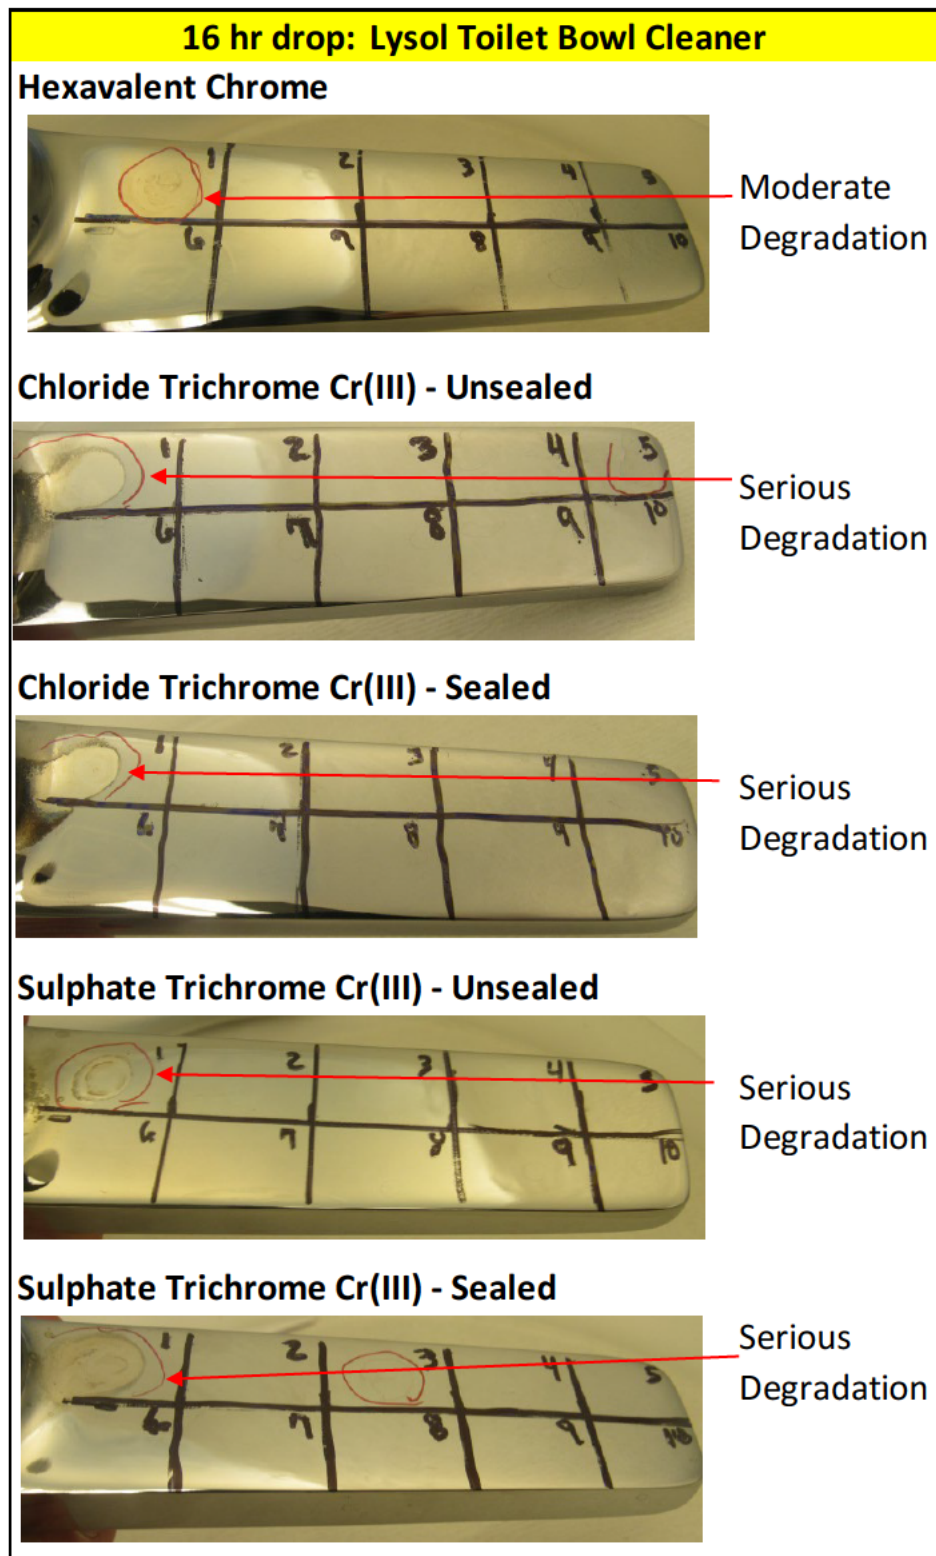 16 hr drop: Lysol Toilet Bowl Cleaner
Hexavalent Chrome
1 2 3 4 5
6 7 8 9 10
Moderate
Degradation
Chloride Trichrome Cr(III) - Unsealed
1 2 3 4 5
6 7 8 9 10
Serious
Degradation
Chloride Trichrome Cr(III) - Sealed
1 2 3 4 5
6 7 8 9 10
Serious
Degradation
Sulphate Trichrome Cr(III) - Unsealed
1 2 3 4 5
6 7 8 9 10
Serious
Degradation
Sulphate Trichrome Cr(III) - Sealed
1 2 3 4 5
6 7 8 9 10
Serious
Degradation